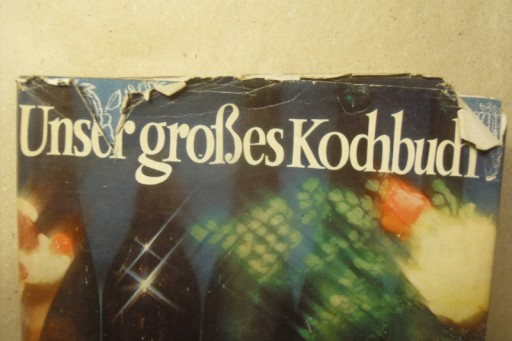 Unser großes Kochbuch